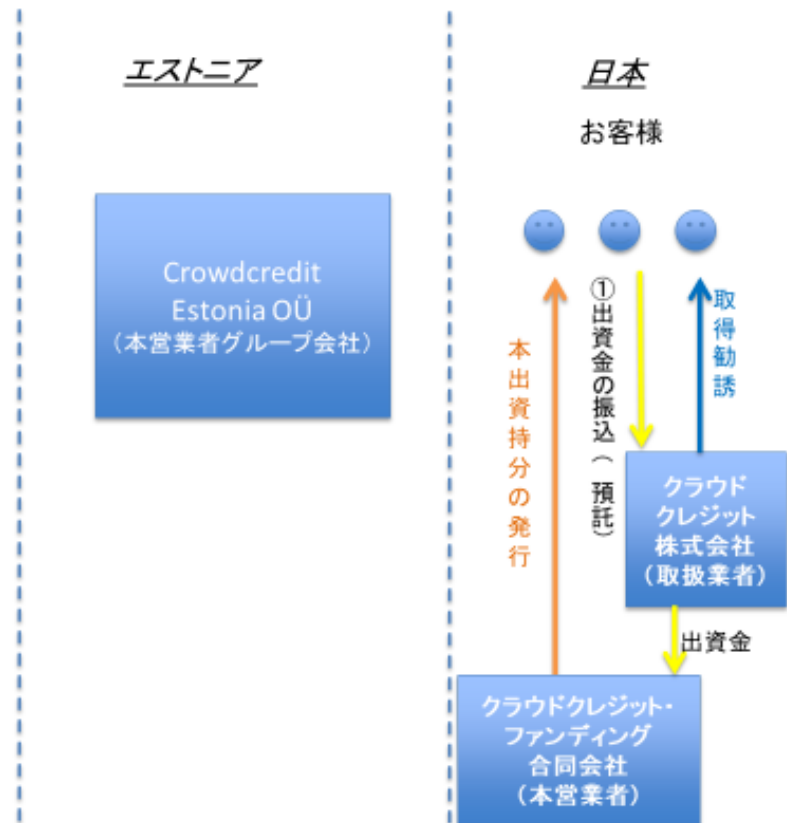 エストニア
日本
お客様
Crowdcredit
Estonia OÜ
（本営業者グループ会社）
本出資持分の発行
①出資金の振込（ 預託）
取得勧誘
クラウド
クレジット
株式会社
（取扱業者）
出資金
クラウドクレジット・
ファンディング
合同会社
（本営業者）